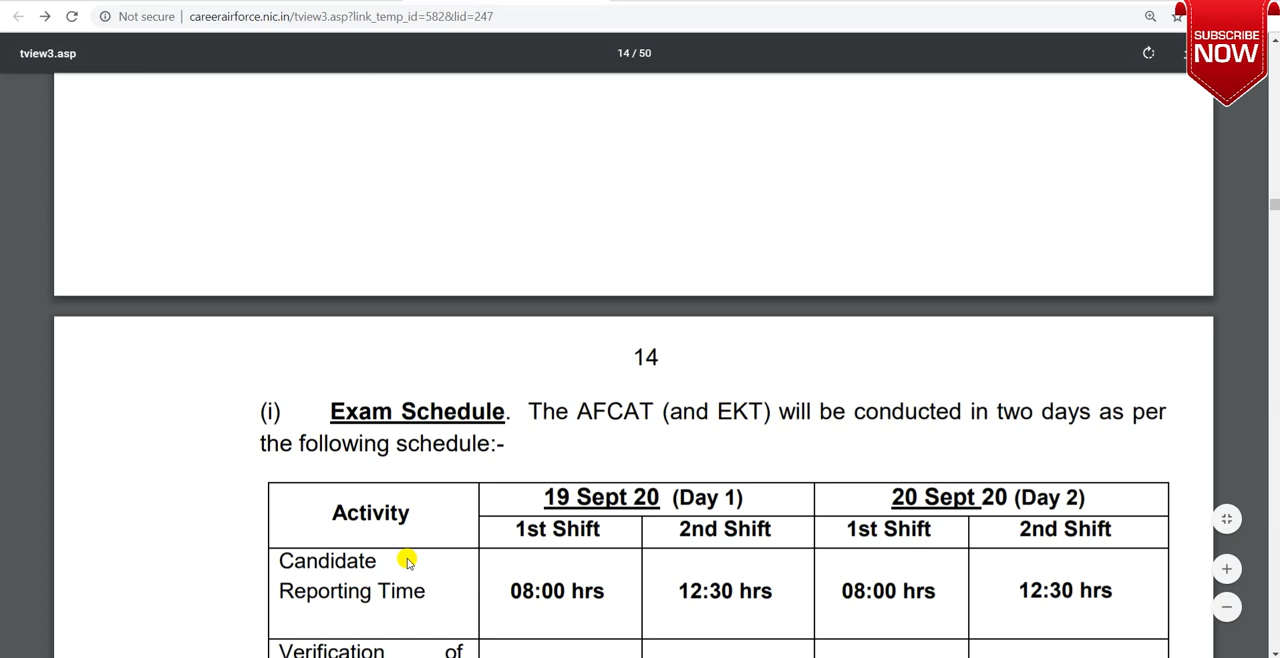 Not secure | careerairforce.nic.in/tview3.asp?link_temp_id=582&lid=247
SUBSCRIBE
NOW
tview3.asp
14 / 50
14
(i) Exam Schedule. The AFCAT (and EKT) will be conducted in two days as per
the following schedule:-
Activity
19 Sept 20 (Day 1)
20 Sept 20 (Day 2)
1st Shift
2nd Shift
1st Shift
2nd Shift
Candidate
Reporting Time
08:00 hrs
12:30 hrs
08:00 hrs
12:30 hrs
Verification of